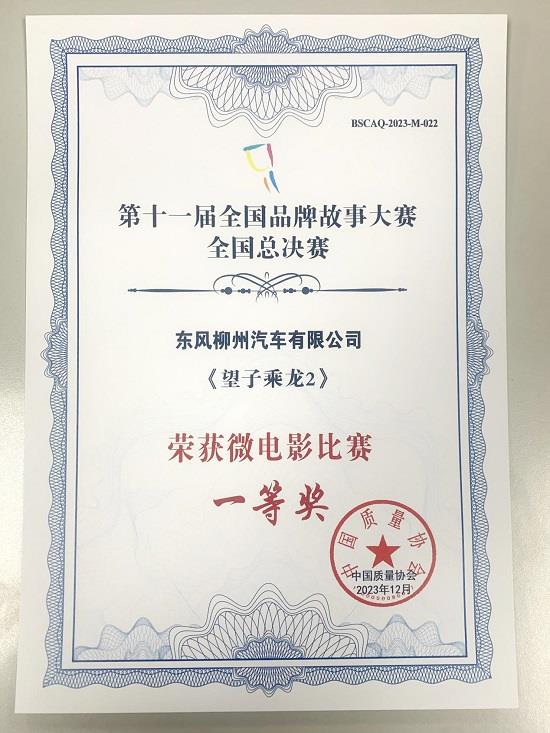 BSCAQ-2023-M-022
第十一届全国品牌故事大赛
全国总决赛
东风柳州汽车有限公司
《望子乘龙2》
荣获微电影比赛
一等奖
中国质量协会
中国质量协会
2023年12月